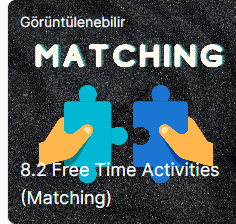 Görüntülenebilir
MATCHING
8.2 Free Time Activities
(Matching)